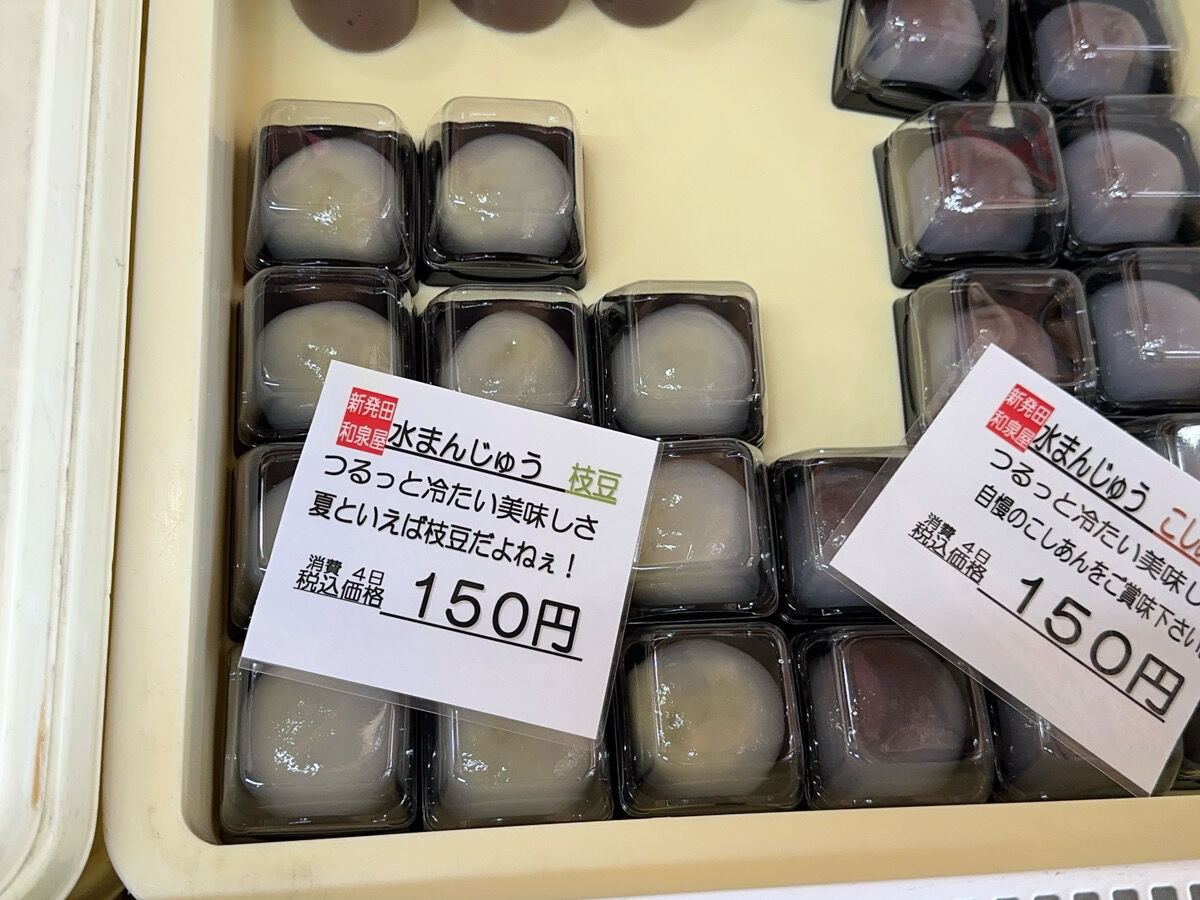 新発田
和泉屋
水まんじゅう 枝豆
つるっと冷たい美味しさ
夏といえば枝豆だよねぇ！
消費 4日
税込価格 150円
新発田
和泉屋
水まんじゅう こし
つるっと冷たい美味し
自慢のこしあんをご賞味下さい
消費 4日
税込価格 150円